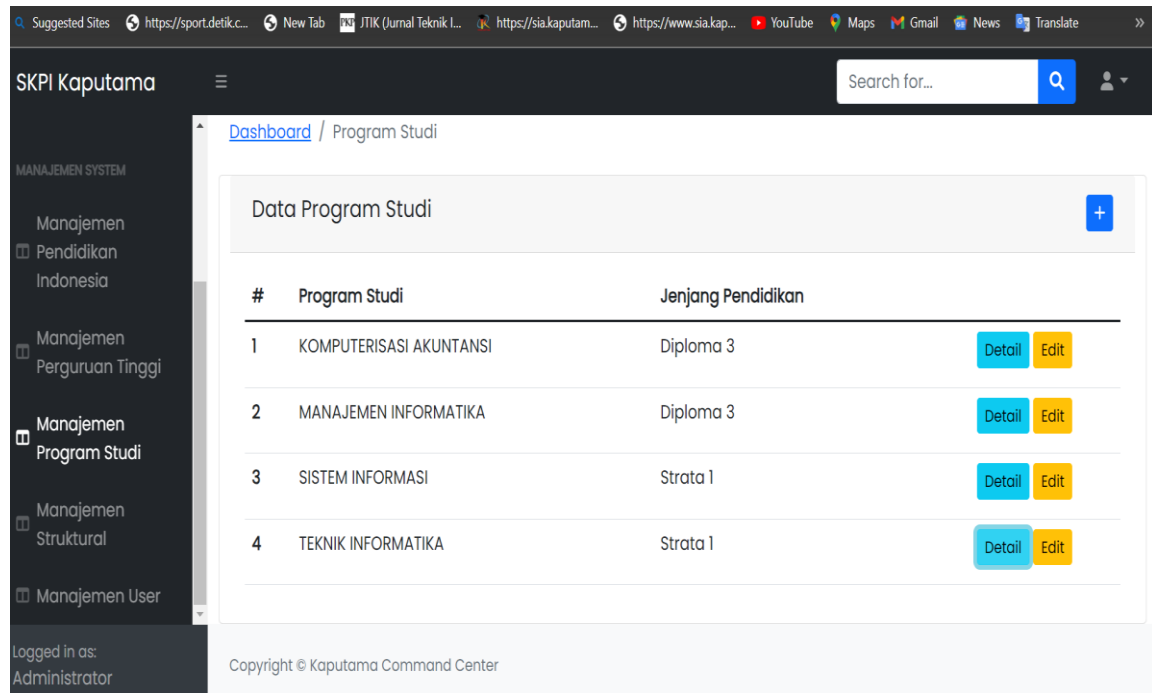 Suggested Sites https://sport.detik.c... New Tab JTIK (Jurnal Teknik I... https://sia.kaputam... https://www.sia.kap... YouTube Maps Gmail News Translate »
SKPI Kaputama Search for...
Dashboard / Program Studi
MANAJEMEN SYSTEM
Manajemen
Pendidikan
Indonesia
Manajemen
Perguruan Tinggi
Manajemen
Program Studi
Manajemen
Struktural
Manajemen User
Logged in as:
Administrator
Data Program Studi +
# Program Studi Jenjang Pendidikan
1 KOMPUTERISASI AKUNTANSI Diploma 3 Detail Edit
2 MANAJEMEN INFORMATIKA Diploma 3 Detail Edit
3 SISTEM INFORMASI Strata 1 Detail Edit
4 TEKNIK INFORMATIKA Strata 1 Detail Edit
Copyright © Kaputama Command Center